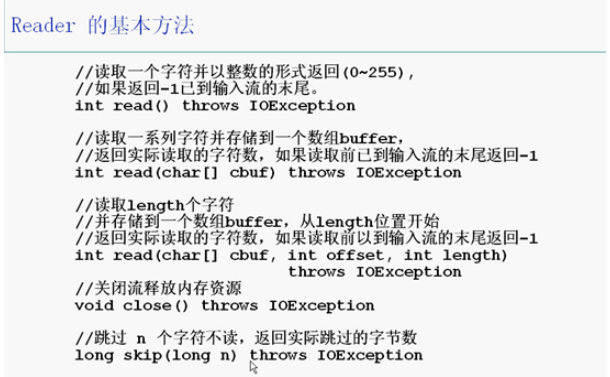 Reader 的基本方法
//读取一个字符并以整数的形式返回(0~255),
//如果返回-1已到输入流的末尾。
int read() throws IOException
//读取一系列字符并存储到一个数组buffer,
//返回实际读取的字符数，如果读取前已到输入流的末尾返回-1
int read(char[] cbuf) throws IOException
//读取length个字符
//并存储到一个数组buffer，从length位置开始
//返回实际读取的字符数，如果读取前以到输入流的末尾返回-1
int read(char[] cbuf, int offset, int length)
throws IOException
//关闭流释放内存资源
void close() throws IOException
//跳过 n 个字符不读，返回实际跳过的字节数
long skip(long n) throws IOException